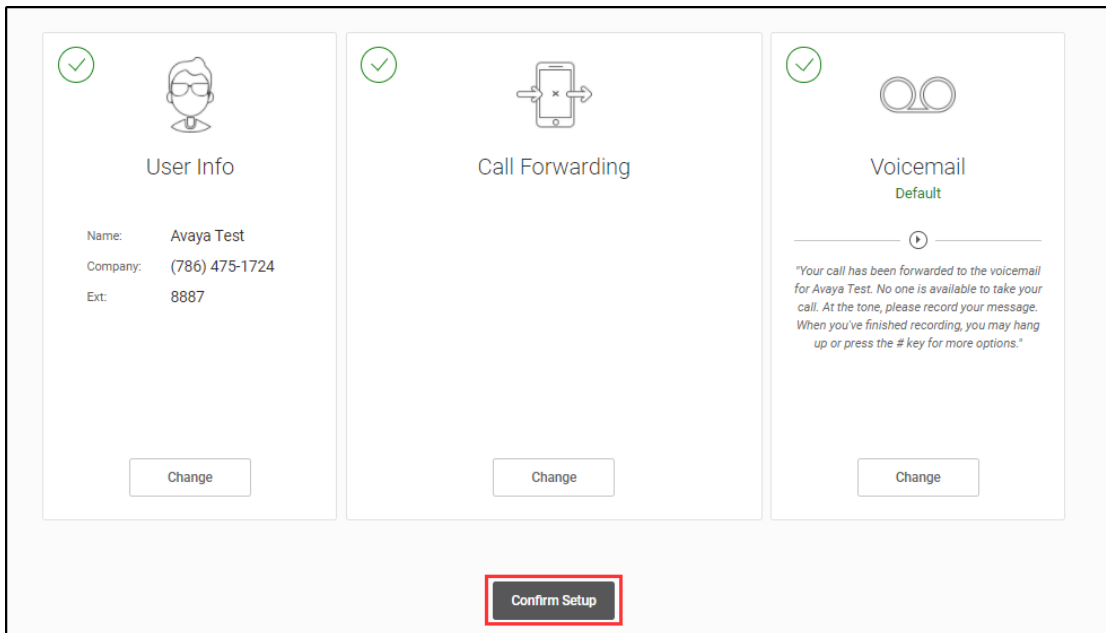 User Info
Name: Avaya Test
Company: (786) 475-1724
Ext: 8887
Change
Call Forwarding
Change
Voicemail
Default
"Your call has been forwarded to the voicemail
for Avaya Test. No one is available to take your
call. At the tone, please record your message.
When you've finished recording, you may hang
up or press the # key for more options."
Change
Confirm Setup